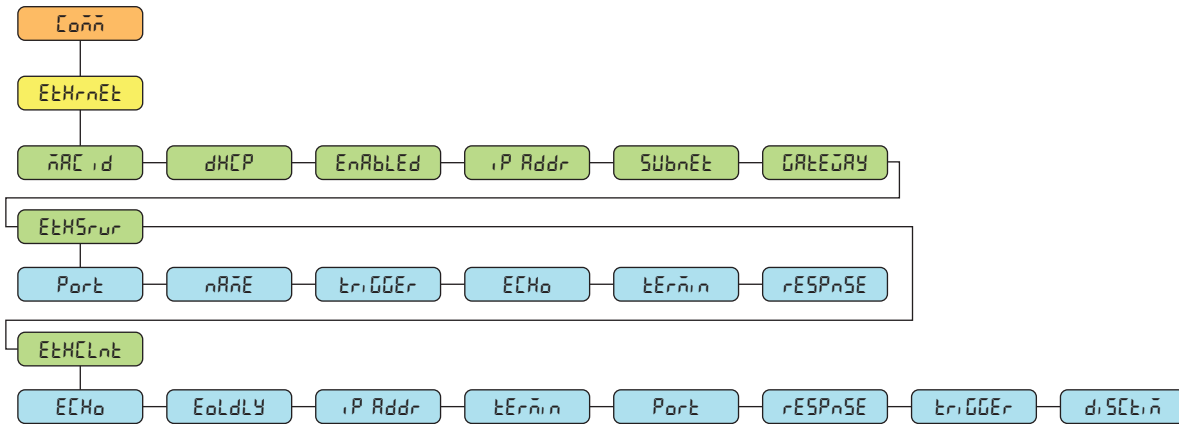 Comm
EtHrnEt
mAC id
dHCP
EnAbLEd
iP Addr
SUbnEt
GAtEWAY
EtHSrvr
Port
nAmE
triGGEr
ECHo
tErmin
rESPnSE
EtHCLnt
ECHo
EoLdLY
iP Addr
tErmin
Port
rESPnSE
triGGEr
diSCtim